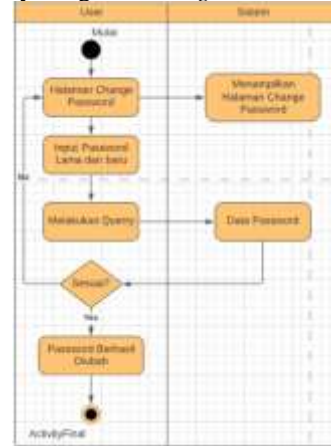 User
Sistem
Mulai
Halaman Change
Password
Menampilkan
Halaman Change
Password
Input Password
Lama dan baru
No
Melakukan Query
Data Password
Sesuai?
Yes
Password Berhasil
Diubah
ActivityFinal